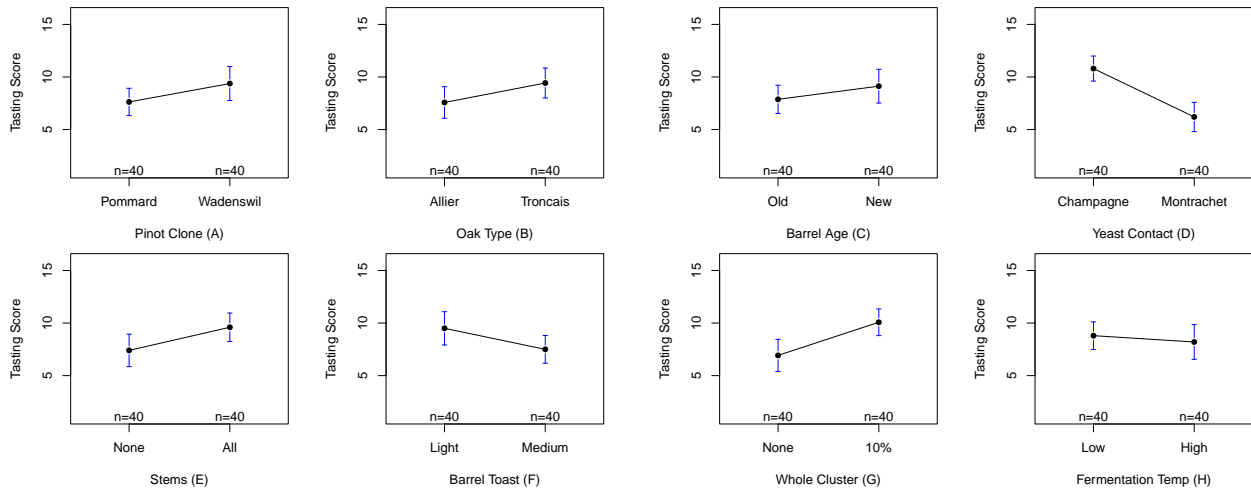 Tasting Score
15
10
5
n=40 n=40
Pommard Wadenswil
Pinot Clone (A)
Tasting Score
15
10
5
n=40 n=40
Allier Troncais
Oak Type (B)
Tasting Score
15
10
5
n=40 n=40
Old New
Barrel Age (C)
Tasting Score
15
10
5
n=40 n=40
Champagne Montrachet
Yeast Contact (D)
Tasting Score
15
10
5
n=40 n=40
None All
Stems (E)
Tasting Score
15
10
5
n=40 n=40
Light Medium
Barrel Toast (F)
Tasting Score
15
10
5
n=40 n=40
None 10%
Whole Cluster (G)
Tasting Score
15
10
5
n=40 n=40
Low High
Fermentation Temp (H)